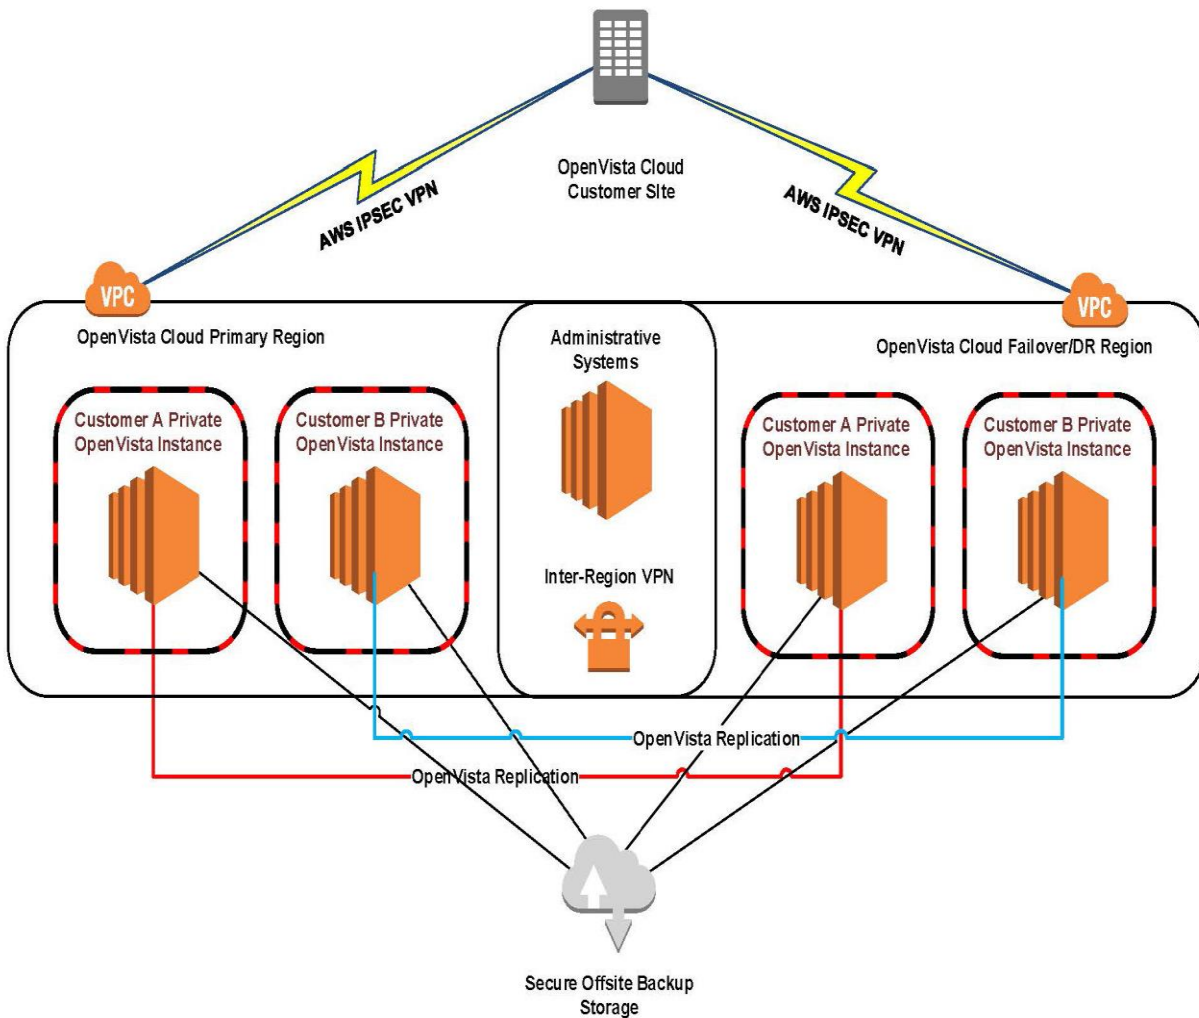 OpenVista Cloud
Customer SIte
AWS IPSEC VPN
AWS IPSEC VPN
VPC
VPC
OpenVista Cloud Primary Region
Administrative
Systems
OpenVista Cloud Failover/DR Region
Customer A Private
OpenVista Instance
Customer B Private
OpenVista Instance
Customer A Private
OpenVista Instance
Customer B Private
OpenVista Instance
Inter-Region VPN
OpenVista Replication
OpenVista Replication
Secure Offsite Backup
Storage